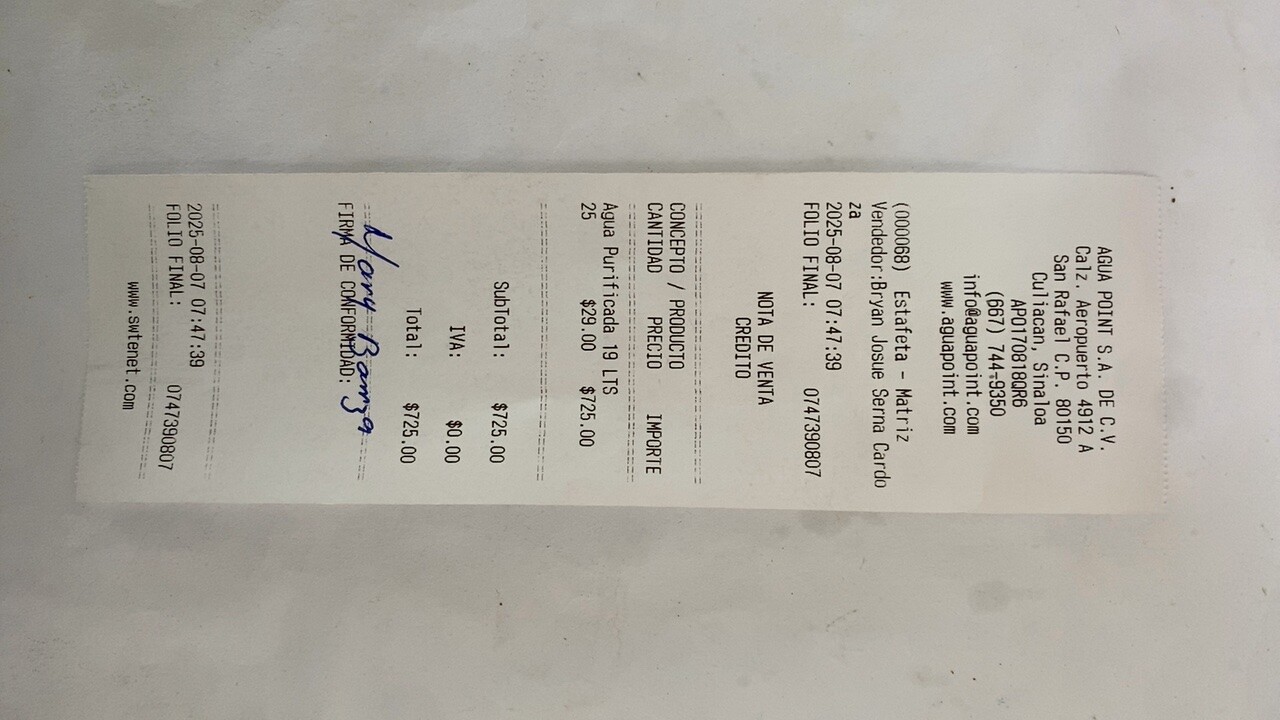 AGUA POINT S.A. DE C.V.
Calz. Aeropuerto 4912 A
San Rafael C.P. 80150
Culiacan, Sinaloa
APO170818QR6
(667) 744-9350
info@aguapoint.com
www.aguapoint.com
(000068) Estafeta - Matriz
Vendedor:Bryan Josue Serna Cardo
za
2025-08-07 07:47:39
FOLIO FINAL: 0747390807
NOTA DE VENTA
CREDITO
CONCEPTO / PRODUCTO
CANTIDAD PRECIO IMPORTE
Agua Purificada 19 LTS
25 $29.00 $725.00
SubTotal: $725.00
IVA: $0.00
Total: $725.00
Mary
FIRMA DE CONFORMIDAD:
2025-08-07 07:47:39
FOLIO FINAL: 0747390807
www.swtenet.com